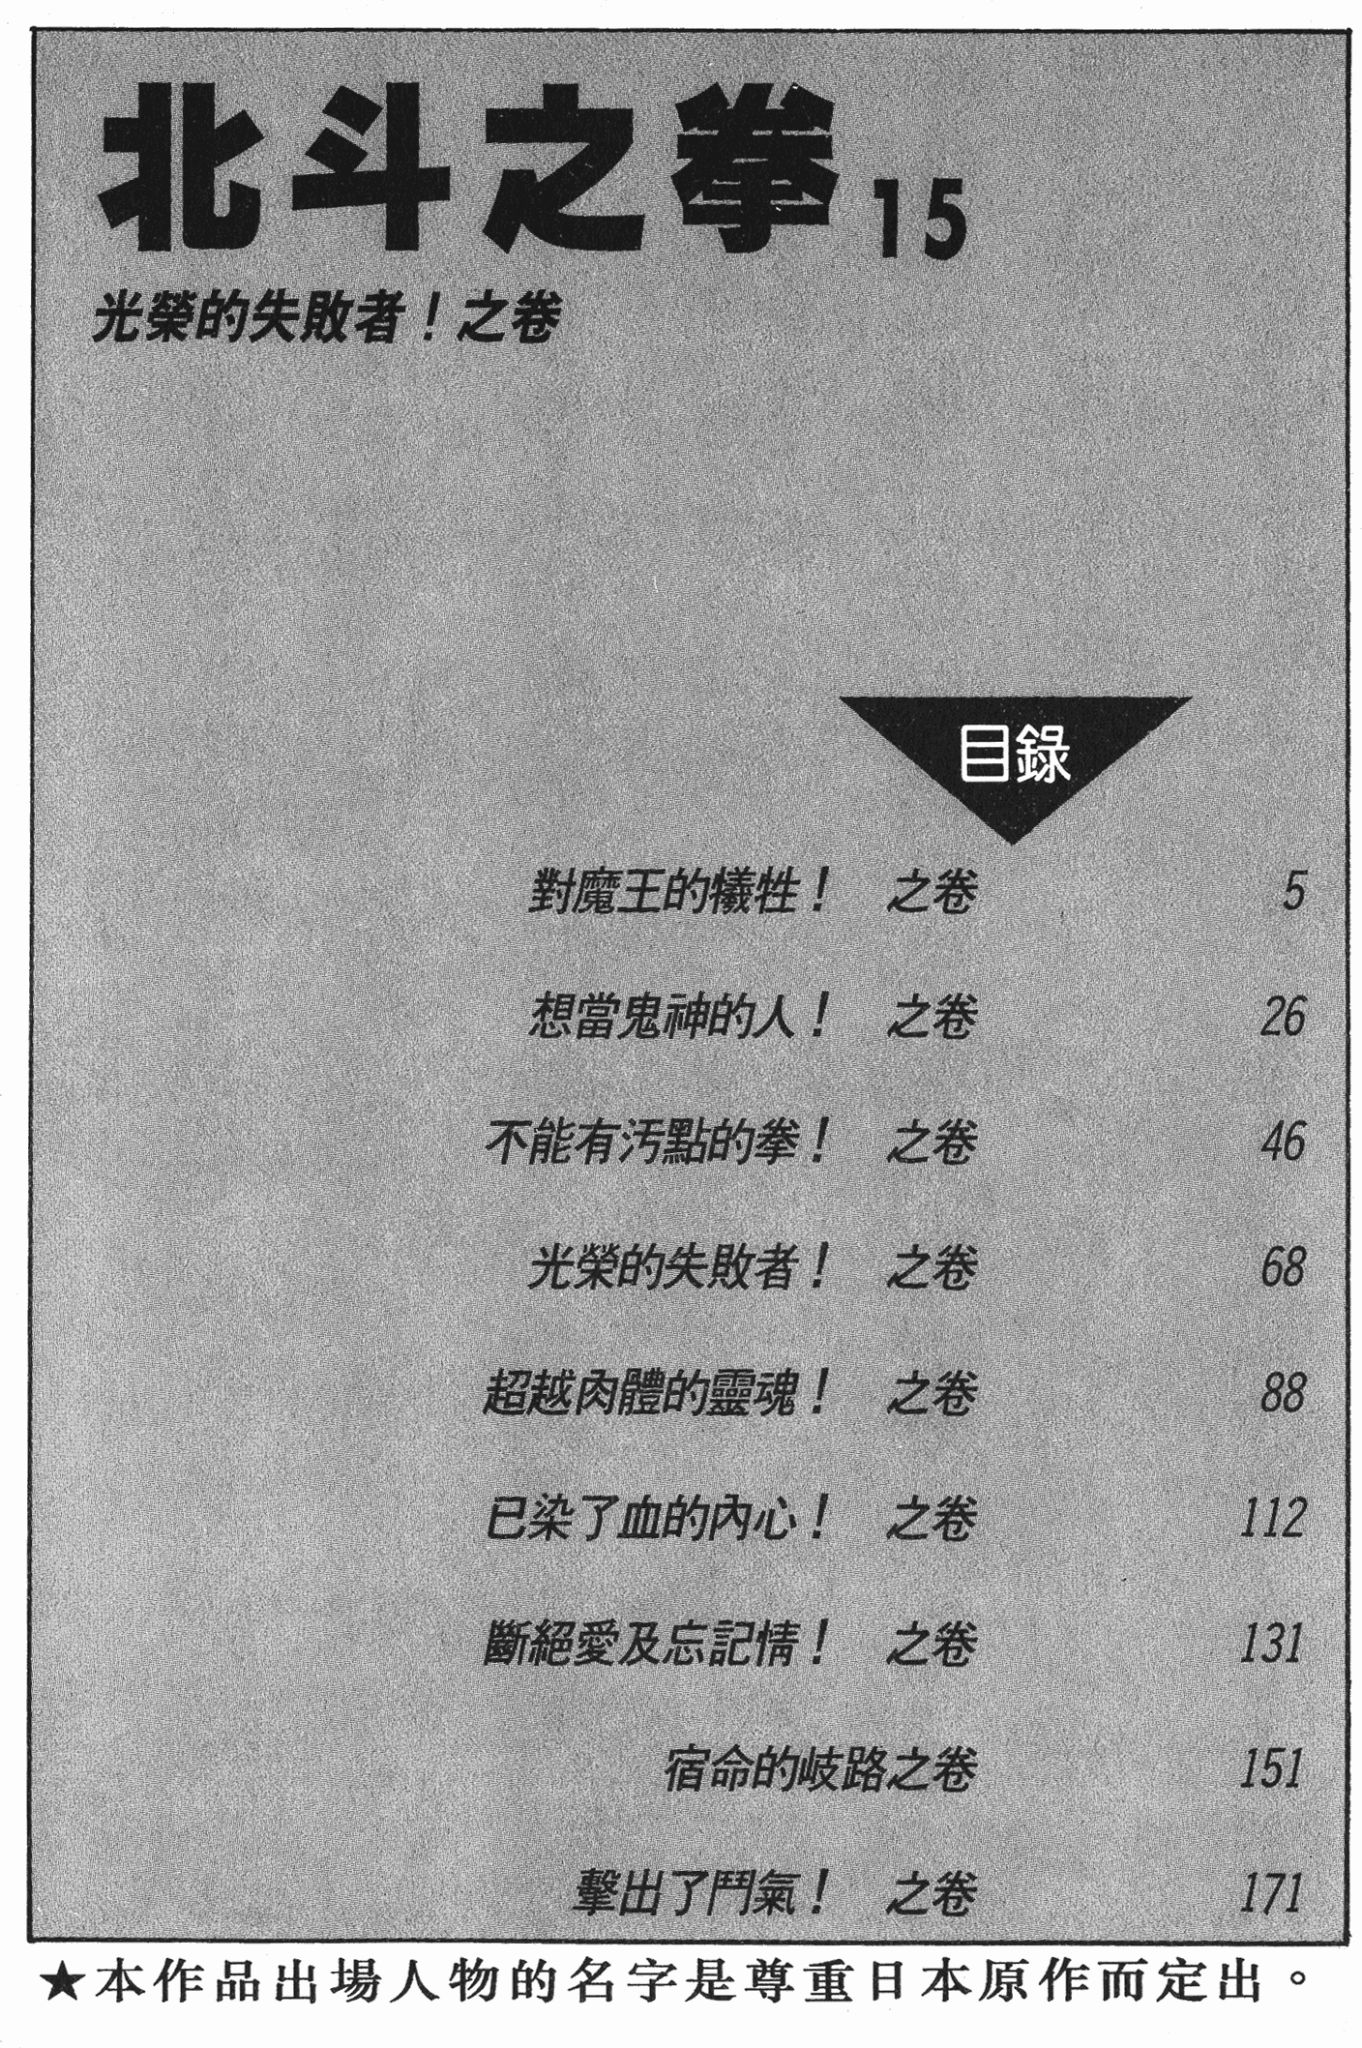 北斗之拳 15
光榮的失敗者！之卷
目錄
對魔王的犧牲！ 之卷 5
想當鬼神的人！ 之卷 26
不能有汚點的拳！ 之卷 46
光榮的失敗者！ 之卷 68
超越肉體的靈魂！ 之卷 88
已染了血的內心！ 之卷 112
斷絕愛及忘記情！ 之卷 131
宿命的歧路之卷 151
擊出了鬥氣！ 之卷 171
★本作品出場人物的名字是尊重日本原作而定出。